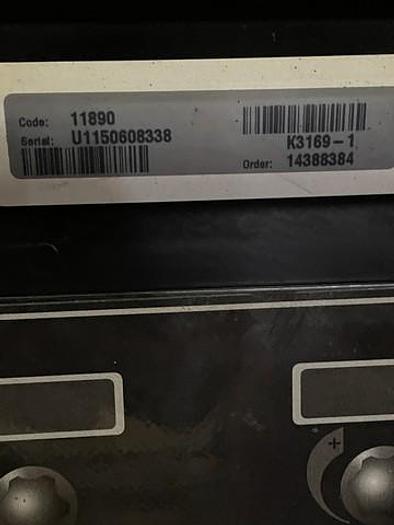 Code: 11890
Serial: U1150608338
K3169-1
Order: 14388384
+